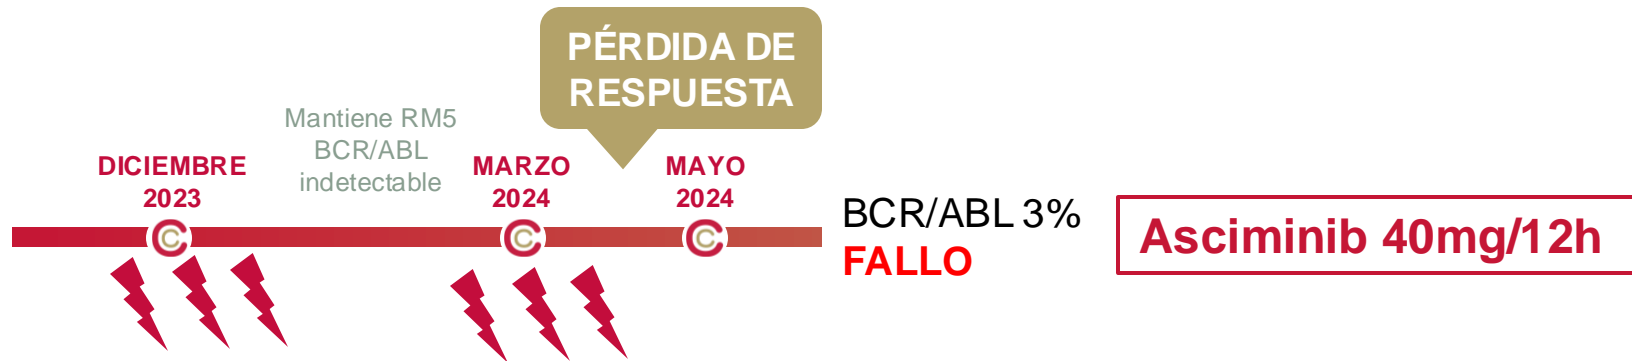 PÉRDIDA DE
RESPUESTA
Mantiene RM5
BCR/ABL
indetectable
DICIEMBRE
2023
MARZO
2024
MAYO
2024
BCR/ABL 3%
FALLO
Asciminib 40mg/12h